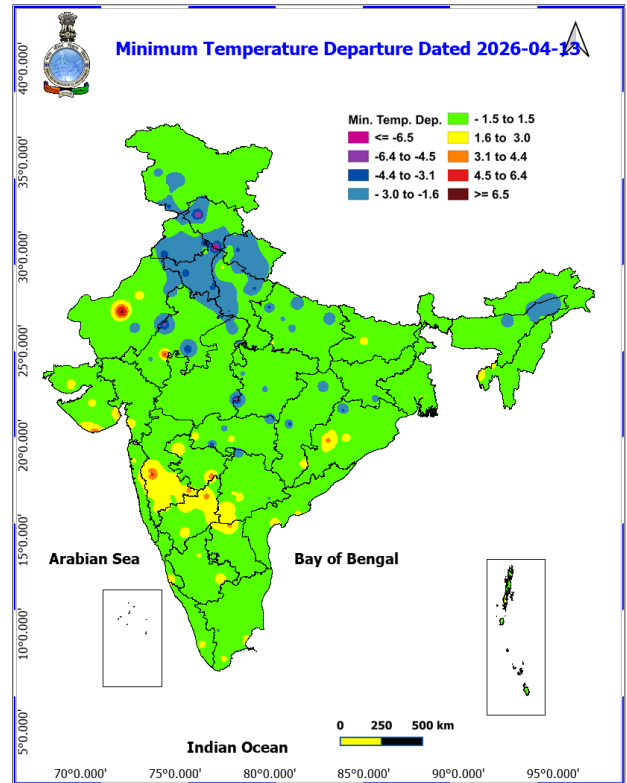 Minimum Temperature Departure Dated 2026-04-13
Min. Temp. Dep.
<= -6.5
-6.4 to -4.5
-4.4 to -3.1
- 3.0 to -1.6
- 1.5 to 1.5
1.6 to 3.0
3.1 to 4.4
4.5 to 6.4
>= 6.5
40°0.000'
35°0.000'
30°0.000'
25°0.000'
20°0.000'
15°0.000'
10°0.000'
5°0.000'
Arabian Sea
Bay of Bengal
0 250 500 km
Indian Ocean
70°0.000' 75°0.000' 80°0.000' 85°0.000' 90°0.000' 95°0.000'